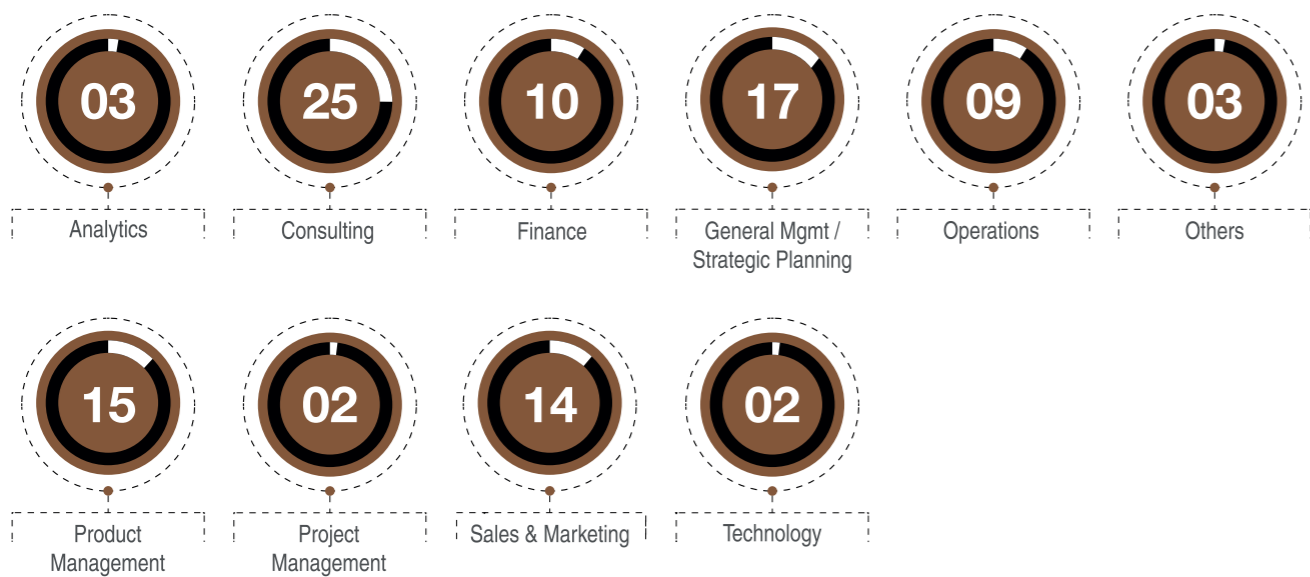 03
25
10
17
09
03
Analytics
Consulting
Finance
General Mgmt /
Strategic Planning
Operations
Others
15
02
14
02
Product
Management
Project
Management
Sales & Marketing
Technology